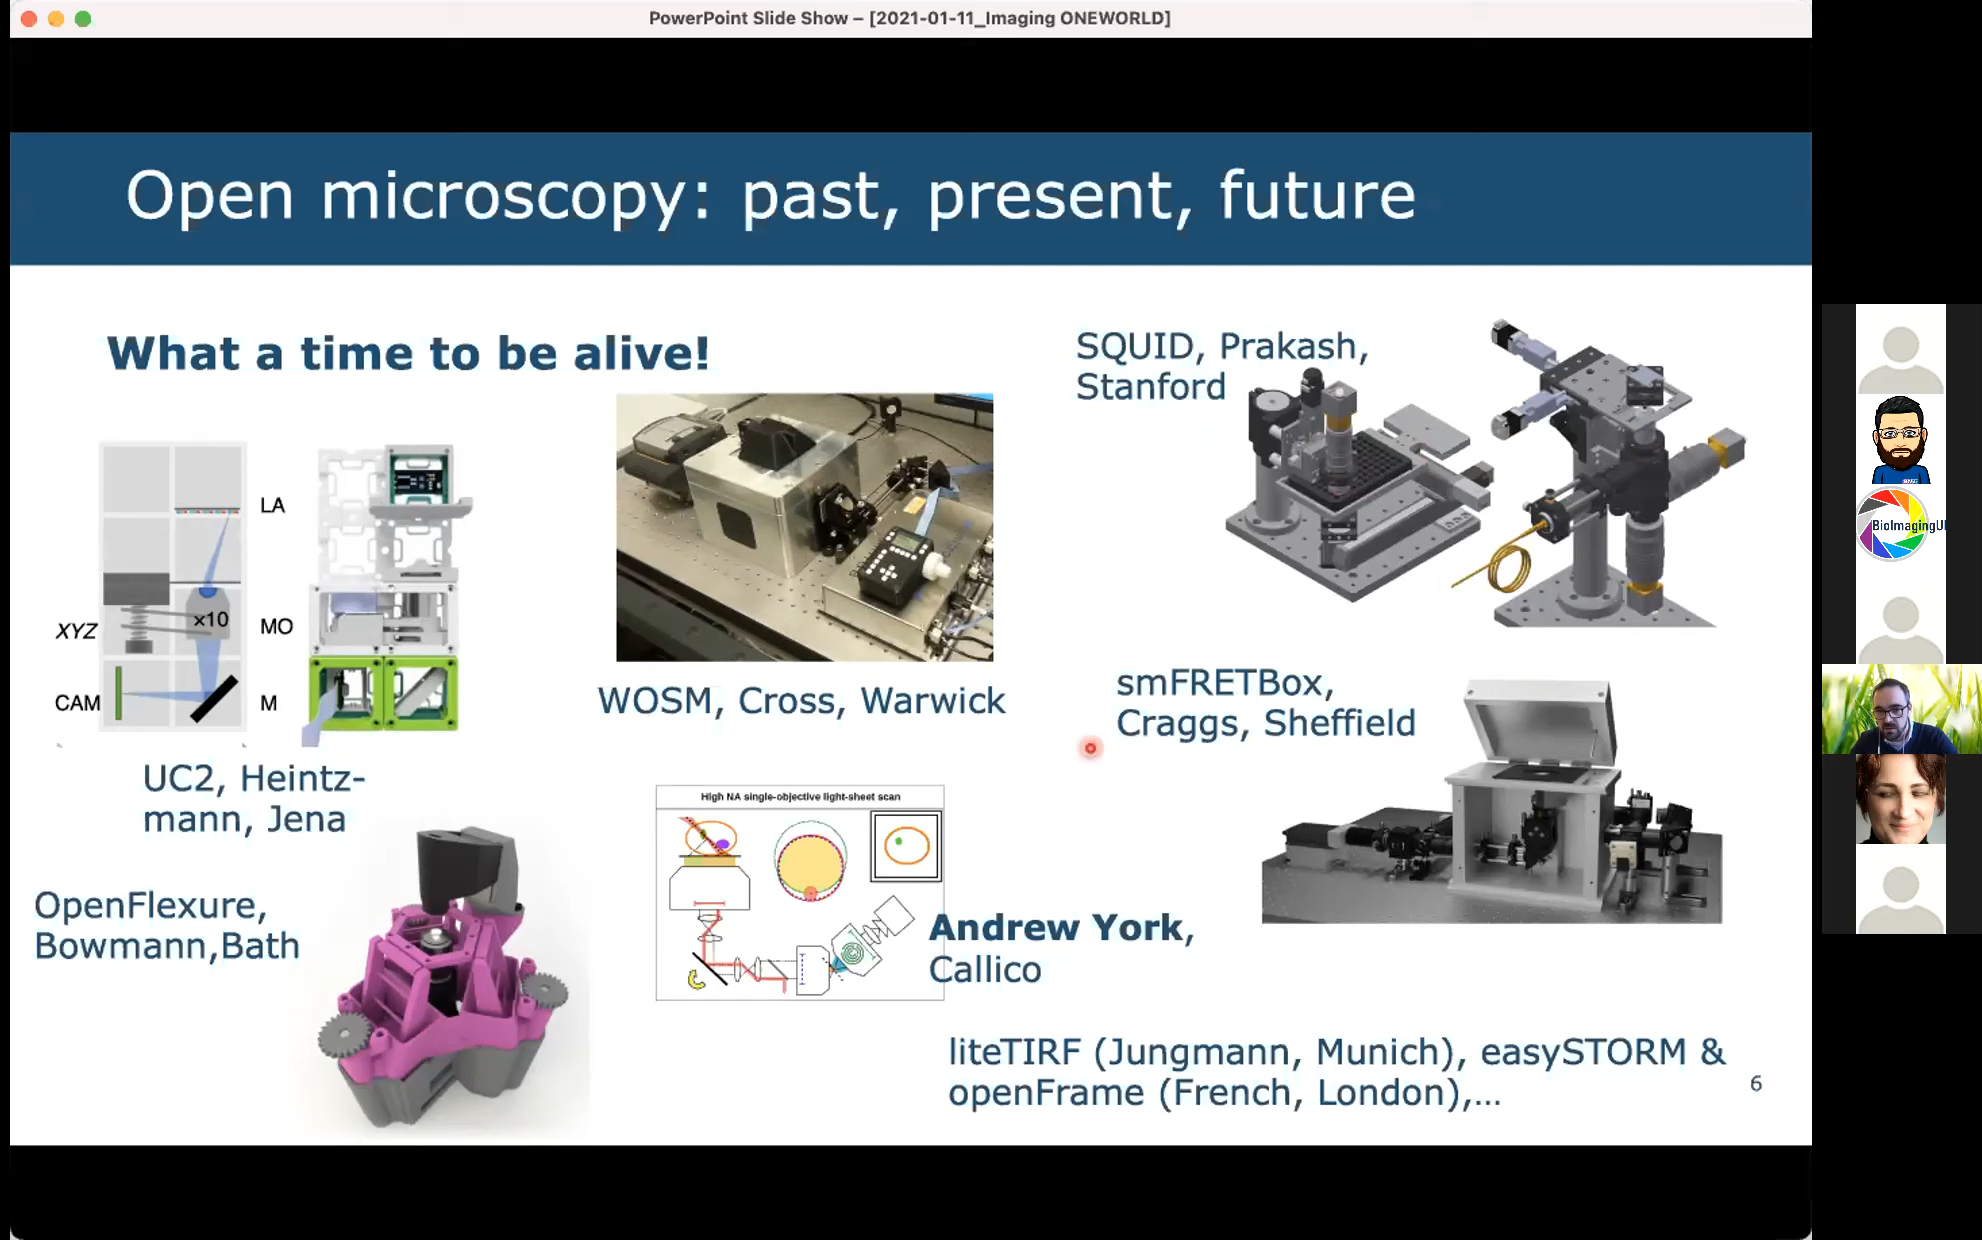 PowerPoint Slide Show – [2021-01-11_Imaging ONEWORLD]
Open microscopy: past, present, future
What a time to be alive!
SQUID, Prakash,
Stanford
LA
XYZ
×10
MO
CAM
M
WOSM, Cross, Warwick
smFRETBox,
Craggs, Sheffield
UC2, Heintz-
mann, Jena
High NA single-objective light-sheet scan
OpenFlexure,
Bowmann,Bath
Andrew York,
Callico
liteTIRF (Jungmann, Munich), easySTORM &
openFrame (French, London),...
6